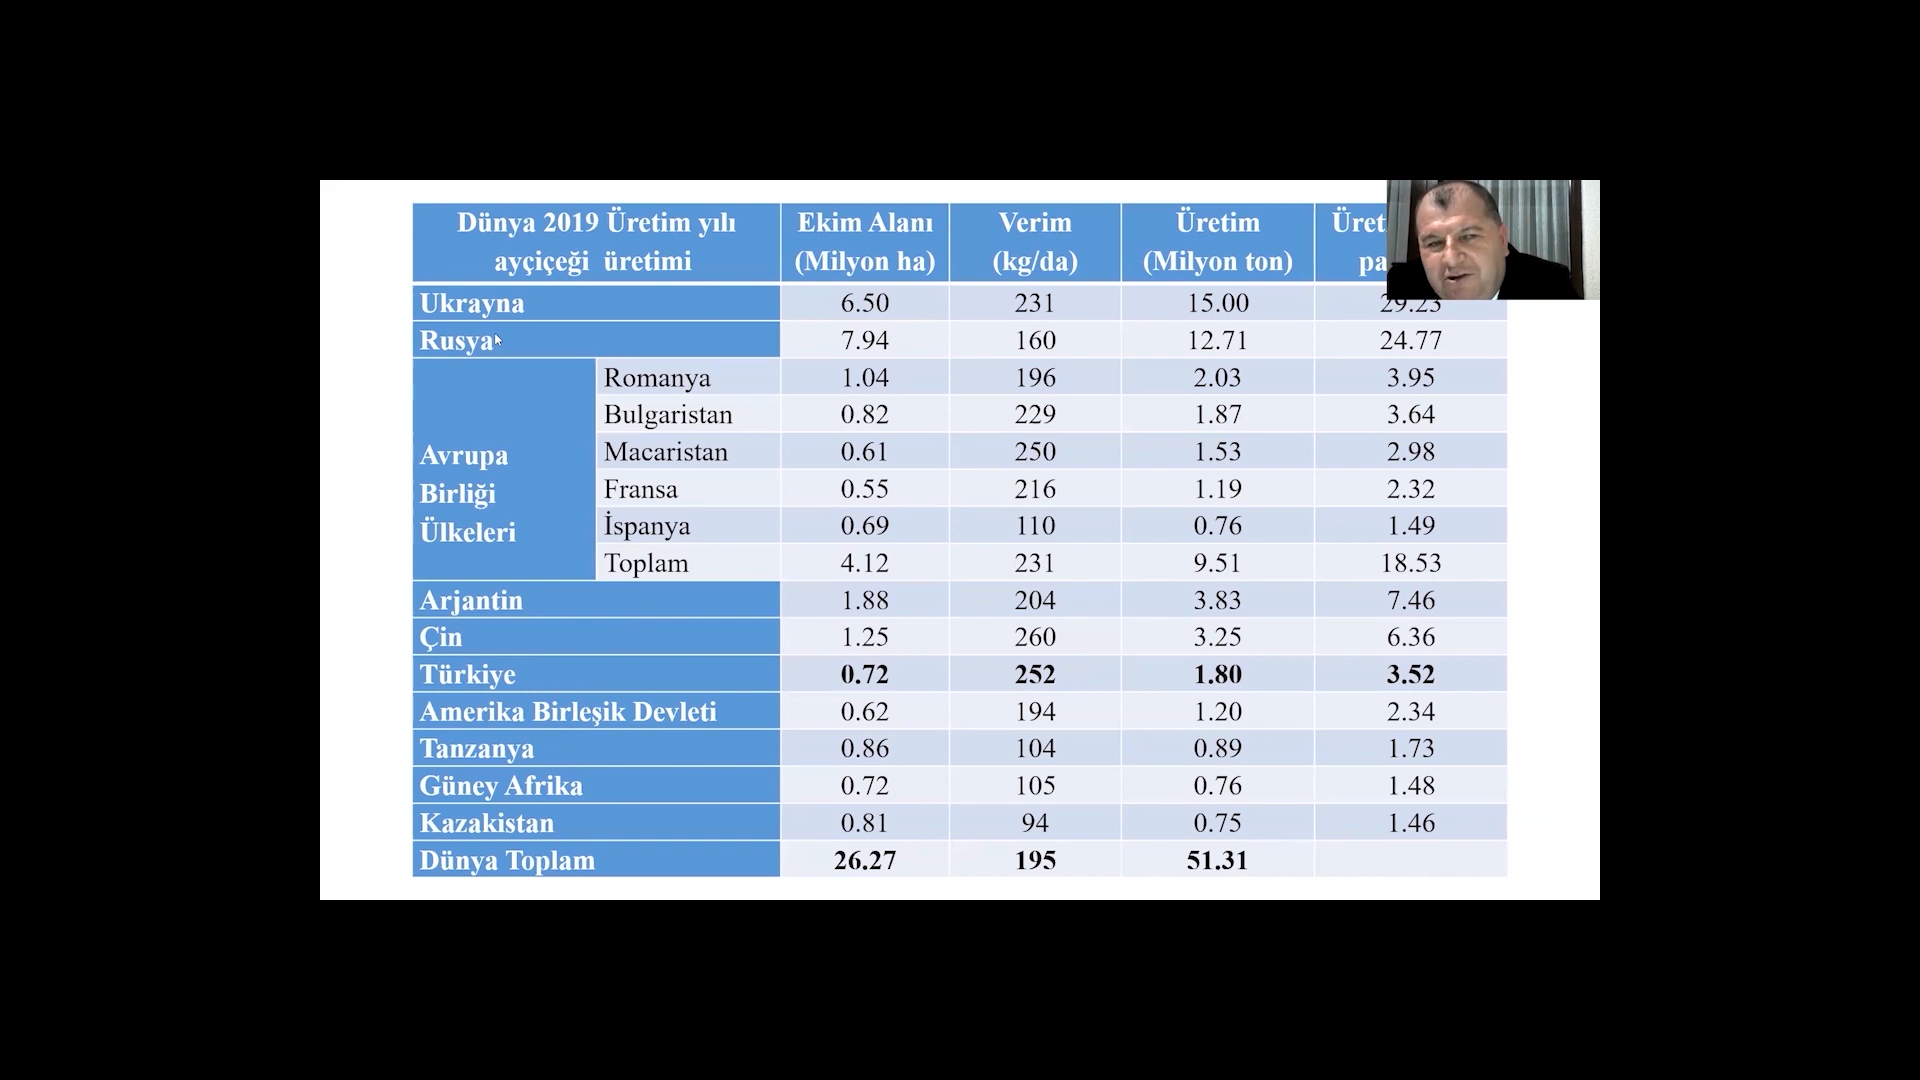 Dünya 2019 Üretim yılı ayçiçeği üretimi Ekim Alanı (Milyon ha) Verim (kg/da) Üretim (Milyon ton)
Ukrayna 6.50 231 15.00 29.23
Rusya 7.94 160 12.71 24.77
Avrupa Birliği Ülkeleri
Romanya 1.04 196 2.03 3.95
Bulgaristan 0.82 229 1.87 3.64
Macaristan 0.61 250 1.53 2.98
Fransa 0.55 216 1.19 2.32
İspanya 0.69 110 0.76 1.49
Toplam 4.12 231 9.51 18.53
Arjantin 1.88 204 3.83 7.46
Çin 1.25 260 3.25 6.36
Türkiye 0.72 252 1.80 3.52
Amerika Birleşik Devleti 0.62 194 1.20 2.34
Tanzanya 0.86 104 0.89 1.73
Güney Afrika 0.72 105 0.76 1.48
Kazakistan 0.81 94 0.75 1.46
Dünya Toplam 26.27 195 51.31